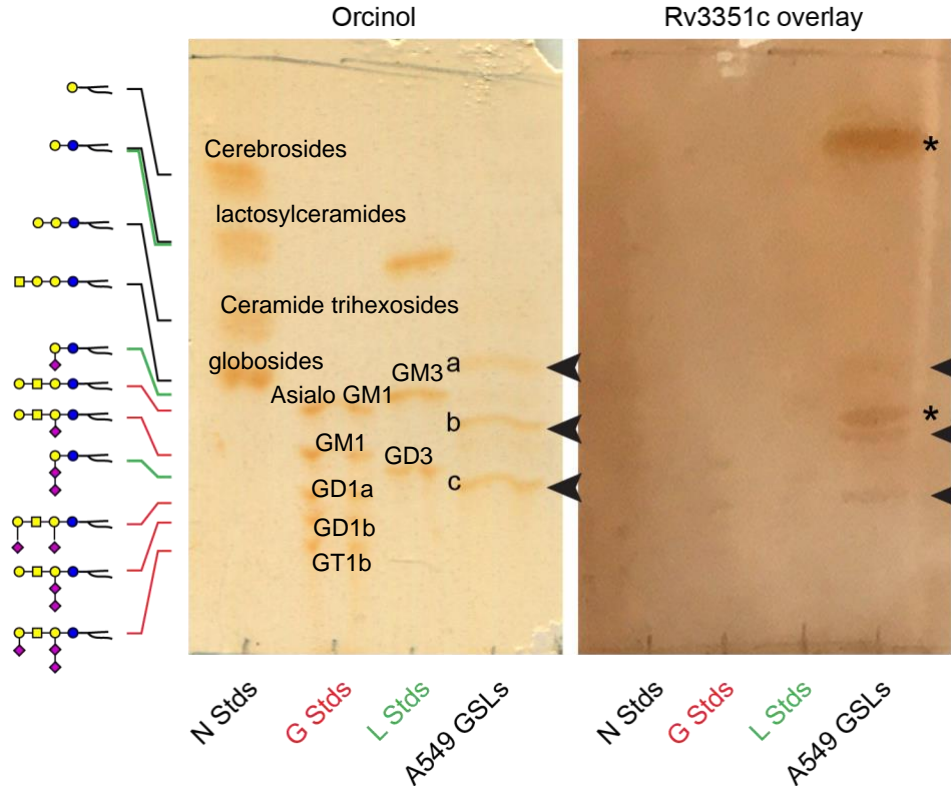 Orcinol
Rv3351c overlay
Cerebrosides
*
lactosylceramides
Ceramide trihexosides
globosides
GM3
a
Asialo GM1
*
b
GM1
GD3
c
GD1a
GD1b
GT1b
N Stds
G Stds
L Stds
A549 GSLs
N Stds
G Stds
L Stds
A549 GSLs